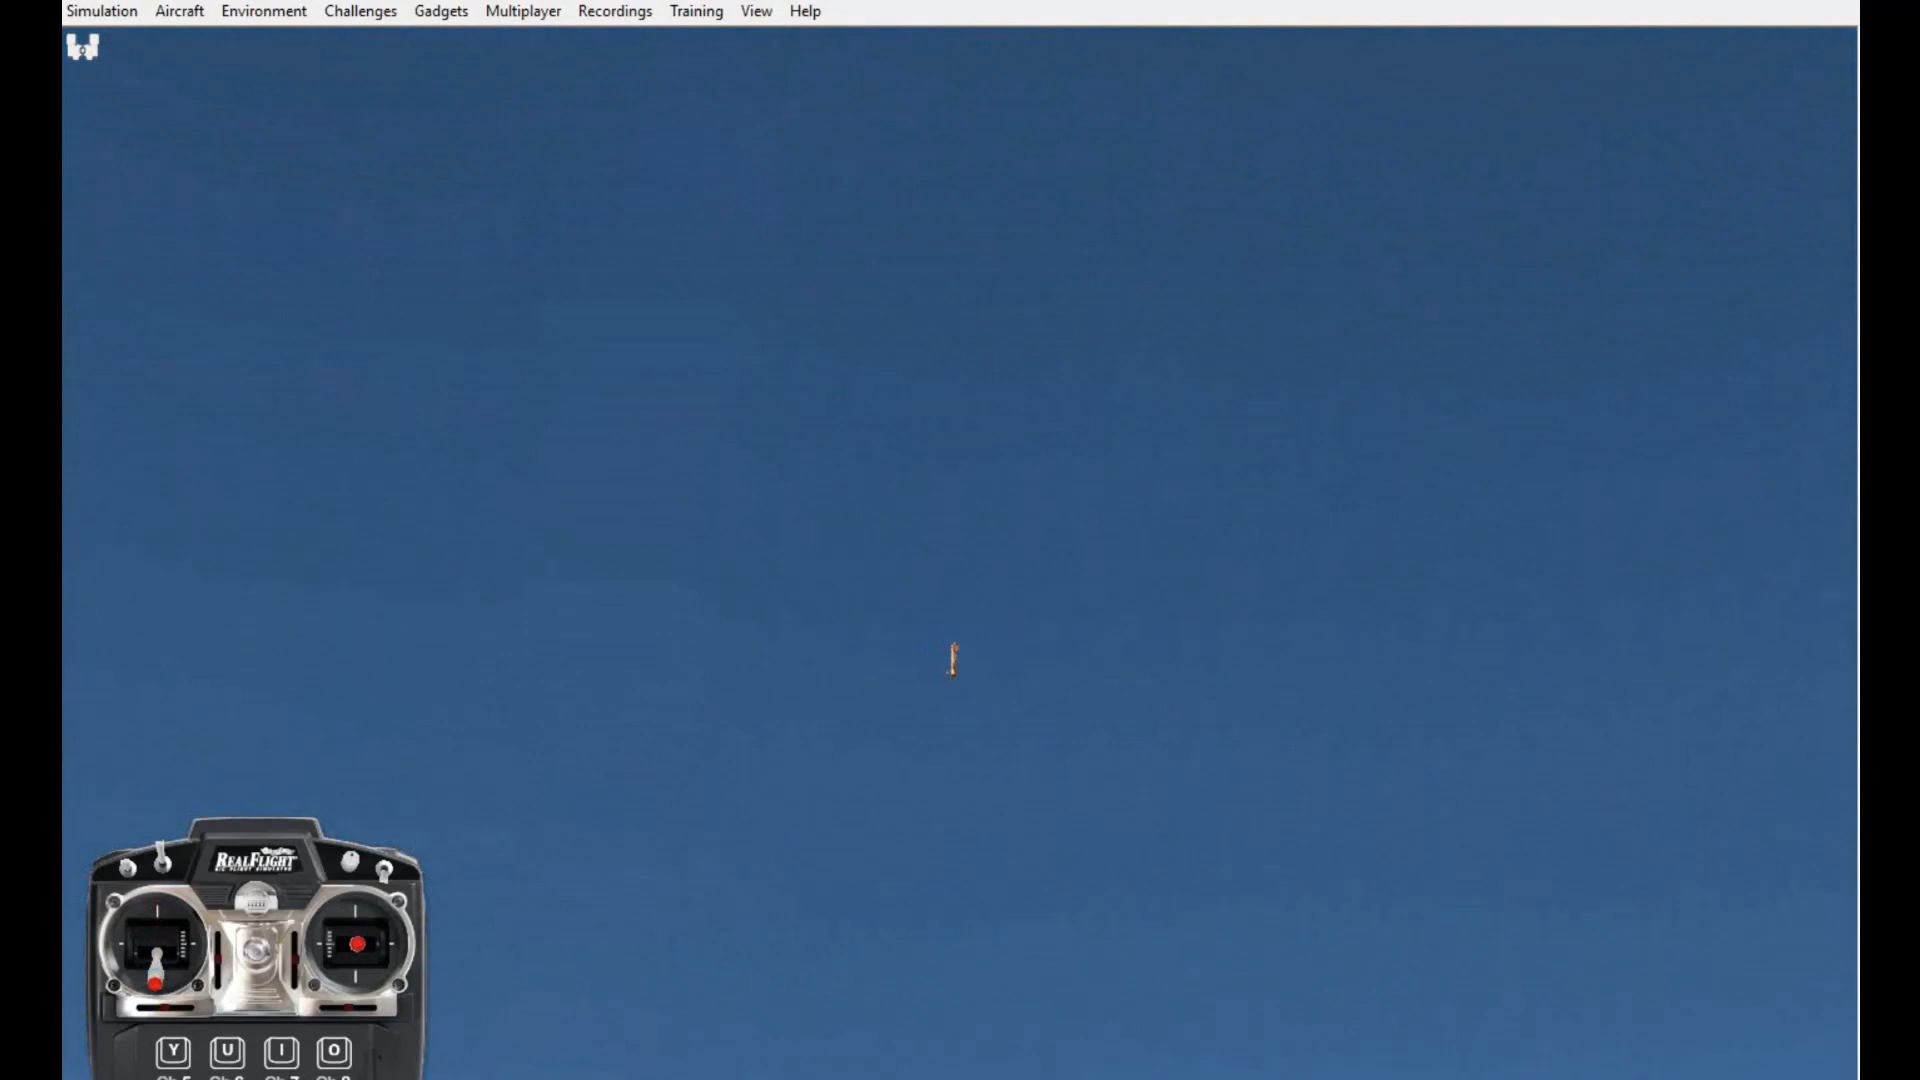 Simulation Aircraft Environment Challenges Gadgets Multiplayer Recordings Training View Help
REALFLIGHT
Y U I O